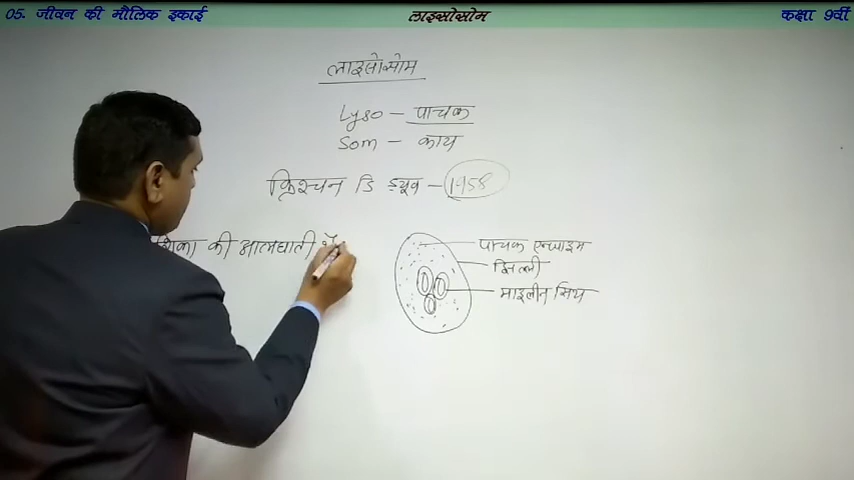 05. जीवन की मौलिक इकाई
लाइसोसोम
कक्षा 9वीं
लाइसोसोम
Lyso – पाचक
Som – काय
क्रिश्चन डि ड्यूव – 1958
की आत्मघाती
पाचक एन्जाइम
झिल्ली
माइलीन सिथ